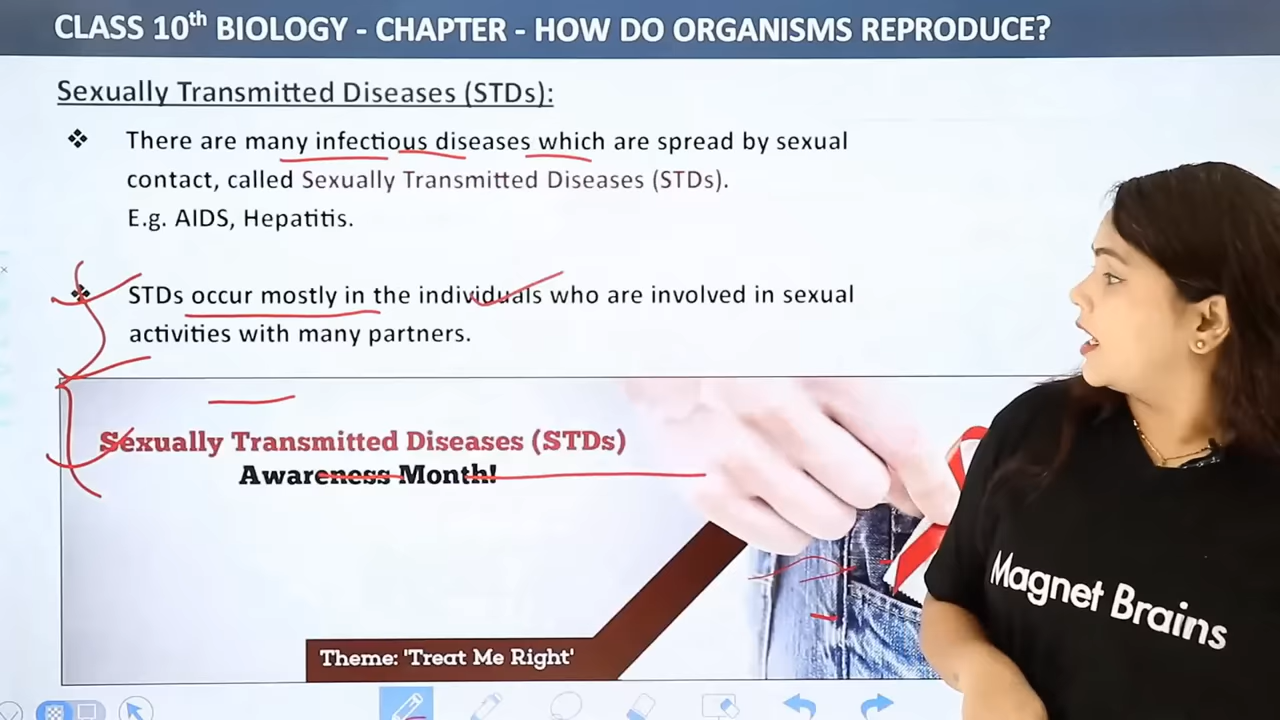 CLASS 10th BIOLOGY - CHAPTER - HOW DO ORGANISMS REPRODUCE?
Sexually Transmitted Diseases (STDs):
❖ There are many infectious diseases which are spread by sexual
contact, called Sexually Transmitted Diseases (STDs).
E.g. AIDS, Hepatitis.
❖ STDs occur mostly in the individuals who are involved in sexual
activities with many partners.
Sexually Transmitted Diseases (STDs)
Awareness Month!
Theme: 'Treat Me Right'
Magnet Brains